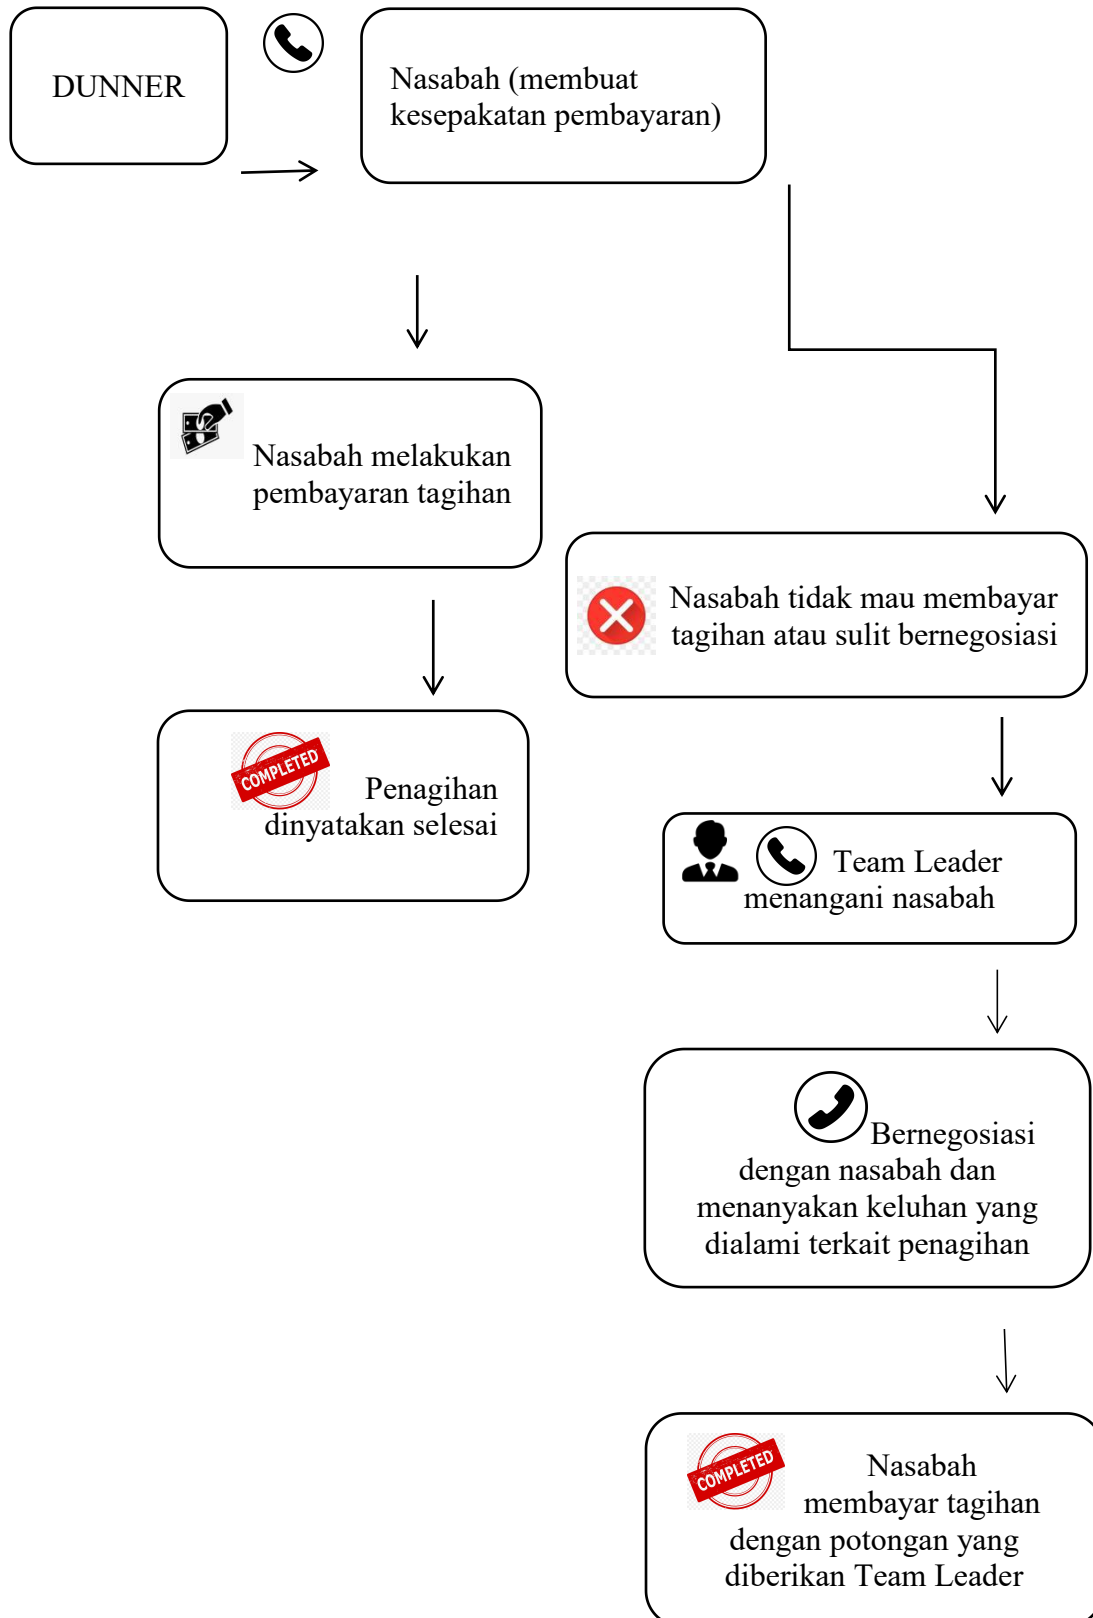 DUNNER
Nasabah (membuat
kesepakatan pembayaran)
Nasabah melakukan
pembayaran tagihan
Nasabah tidak mau membayar
tagihan atau sulit bernegosiasi
COMPLETED
Penagihan
dinyatakan selesai
Team Leader
menangani nasabah
Bernegosiasi
dengan nasabah dan
menanyakan keluhan yang
dialami terkait penagihan
COMPLETED
Nasabah
membayar tagihan
dengan potongan yang
diberikan Team Leader